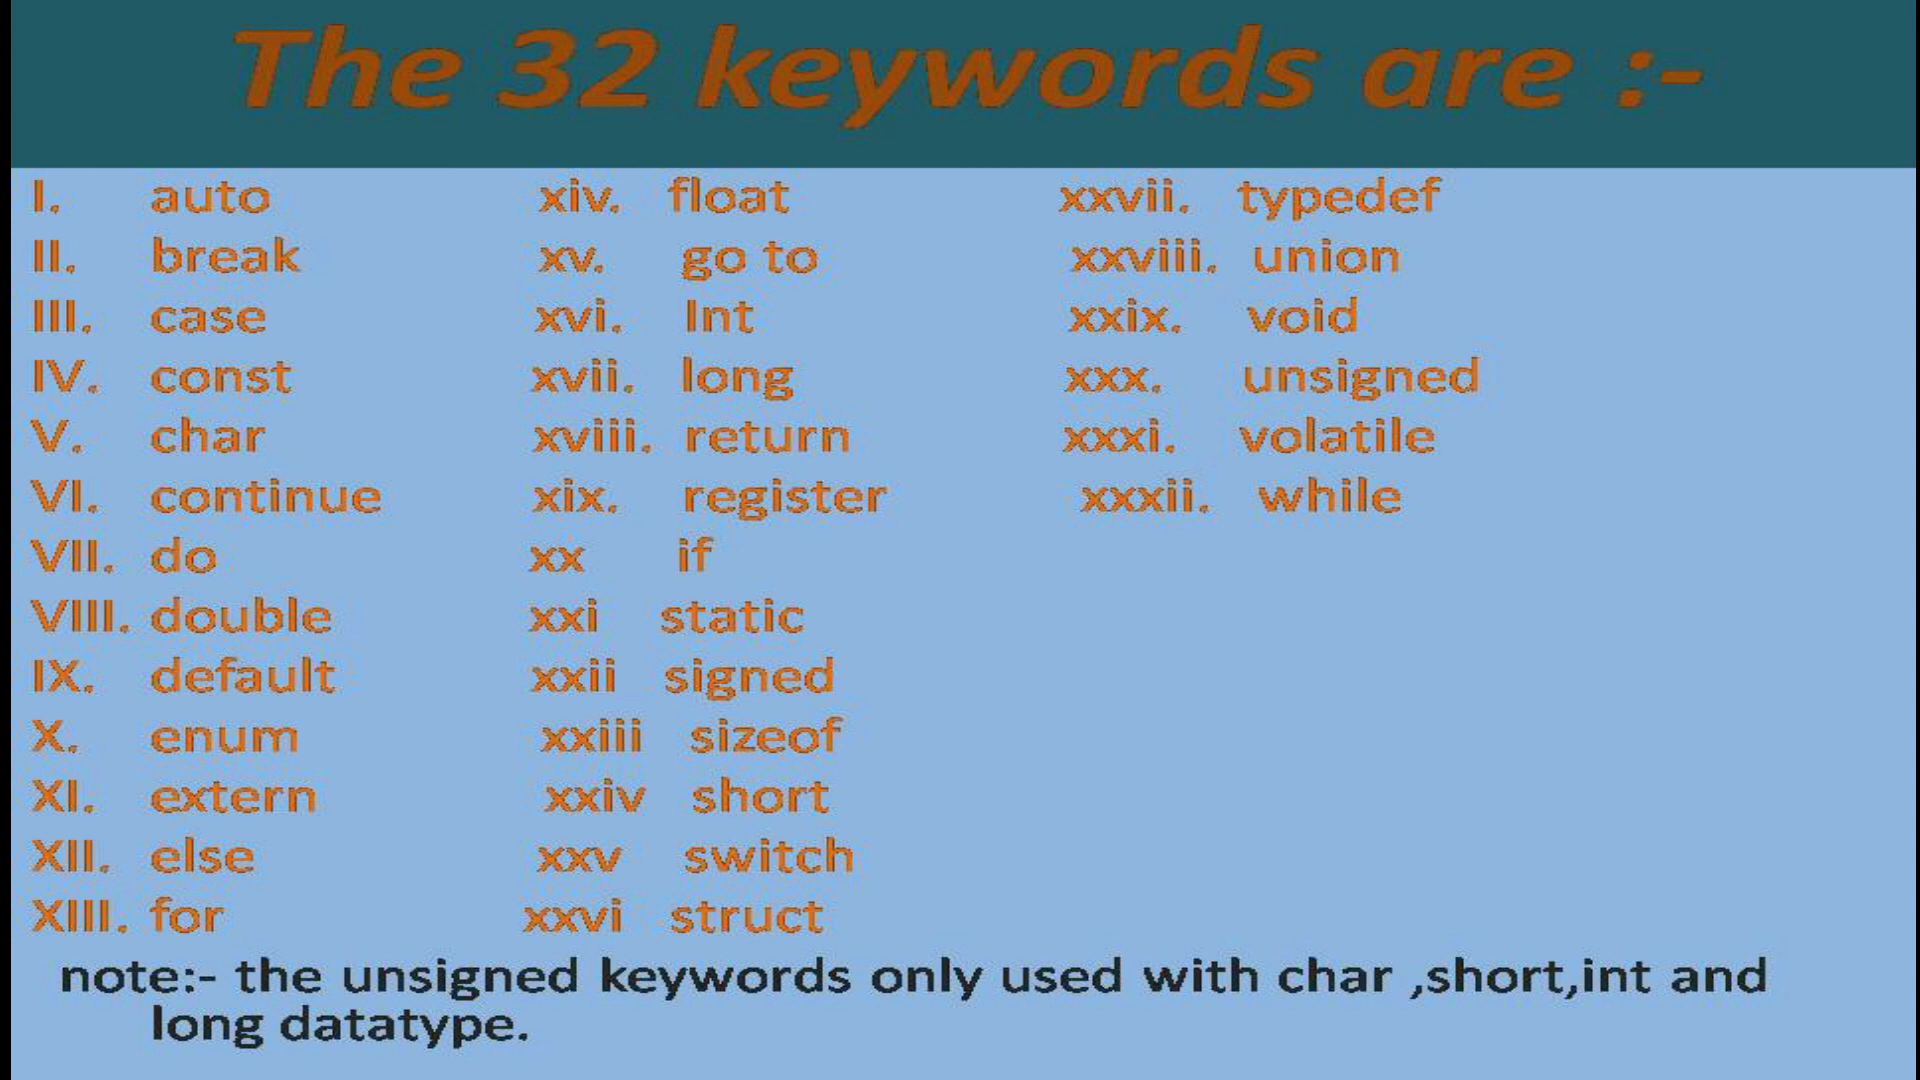 The 32 keywords are :-
I. auto
II. break
III. case
IV. const
V. char
VI. continue
VII. do
VIII. double
IX. default
X. enum
XI. extern
XII. else
XIII. for
xiv. float
xv. go to
xvi. Int
xvii. long
xviii. return
xix. register
xx if
xxi static
xxii signed
xxiii sizeof
xxiv short
xxv switch
xxvi struct
xxvii. typedef
xxviii. union
xxix. void
xxx. unsigned
xxxi. volatile
xxxii. while
note:- the unsigned keywords only used with char ,short,int and
long datatype.